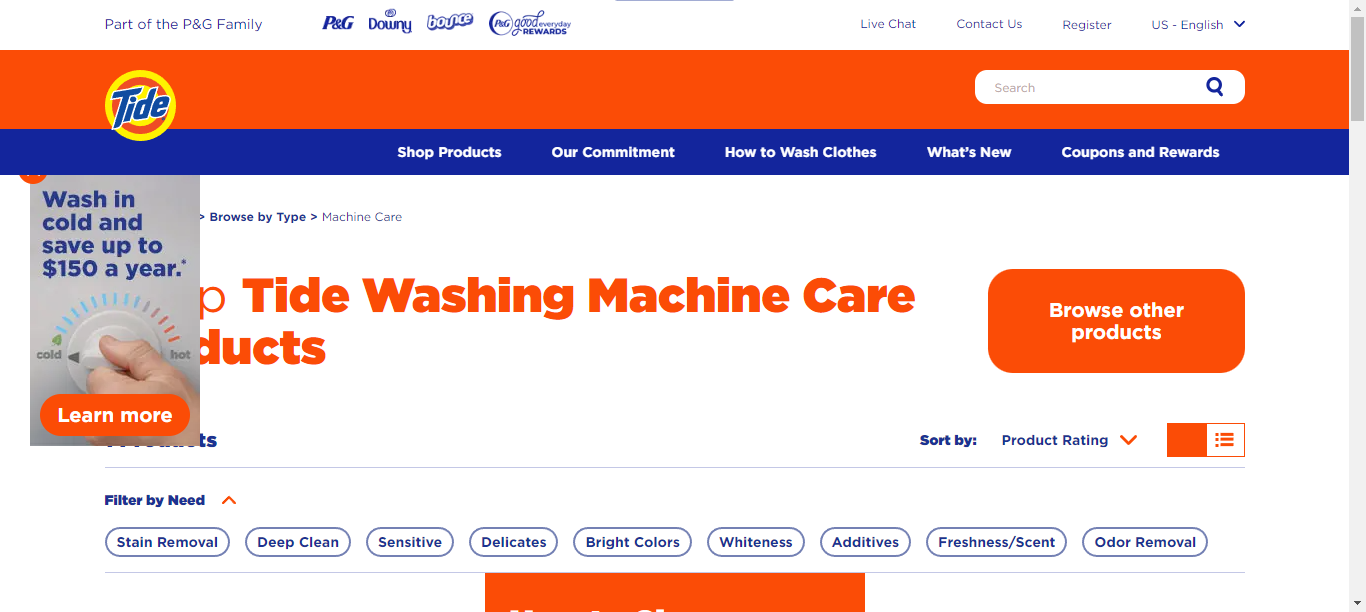 Part of the P&G Family
P&G
Downy
bounce
P&G good everyday REWARDS
Live Chat
Contact Us
Register
US - English
Tide
Search
Shop Products
Our Commitment
How to Wash Clothes
What's New
Coupons and Rewards
Wash in
cold and
save up to
$150 a year.*
cold
hot
Learn more
> Browse by Type > Machine Care
p Tide Washing Machine Care
ducts
Browse other
products
ts
Sort by:
Product Rating
Filter by Need
Stain Removal
Deep Clean
Sensitive
Delicates
Bright Colors
Whiteness
Additives
Freshness/Scent
Odor Removal